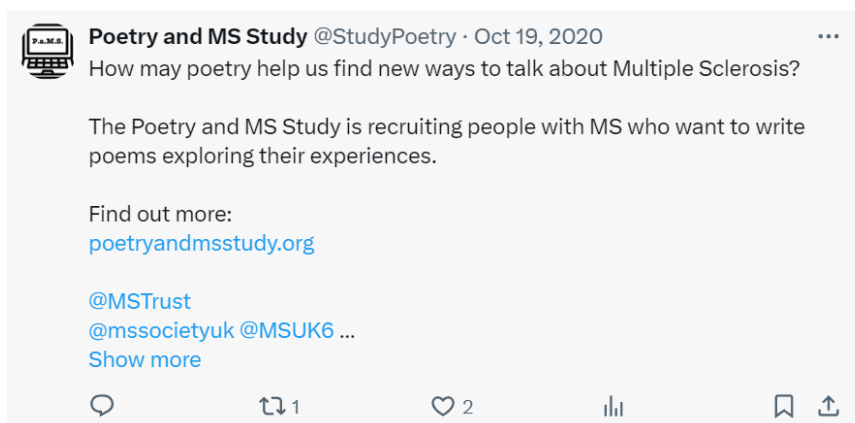 P.a.M.S.
Poetry and MS Study @StudyPoetry · Oct 19, 2020
How may poetry help us find new ways to talk about Multiple Sclerosis?
The Poetry and MS Study is recruiting people with MS who want to write
poems exploring their experiences.
Find out more:
poetryandmsstudy.org
@MSTrust
@mssocietyuk @MSUK6 ...
Show more
1 2